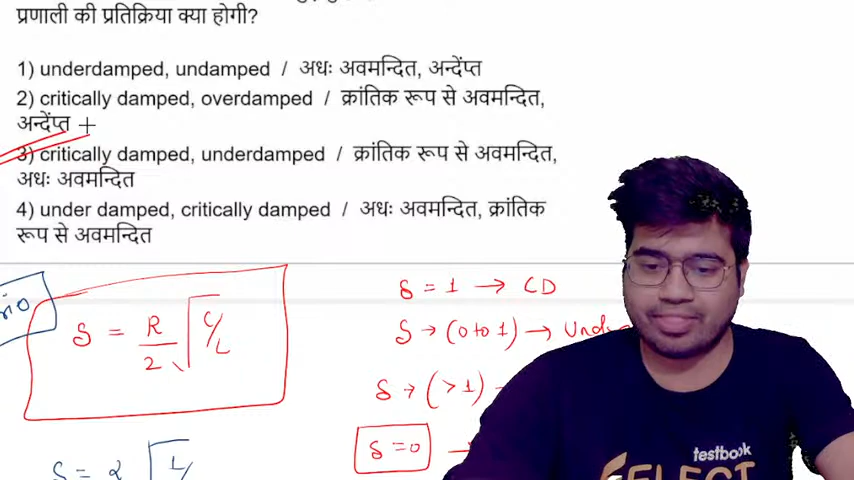 प्रणाली की प्रतिक्रिया क्या होगी?
1) underdamped, undamped / अधः अवमन्दित, अन्देंप्त
2) critically damped, overdamped / क्रांतिक रूप से अवमन्दित,
अन्देंप्त
3) critically damped, underdamped / क्रांतिक रूप से अवमन्दित,
अधः अवमन्दित
4) under damped, critically damped / अधः अवमन्दित, क्रांतिक
रूप से अवमन्दित
δ = R/2 √C/L
δ = 1 → CD
δ → (0 to 1) →
δ → (>1)
δ = 0 →
testbook
SELECT